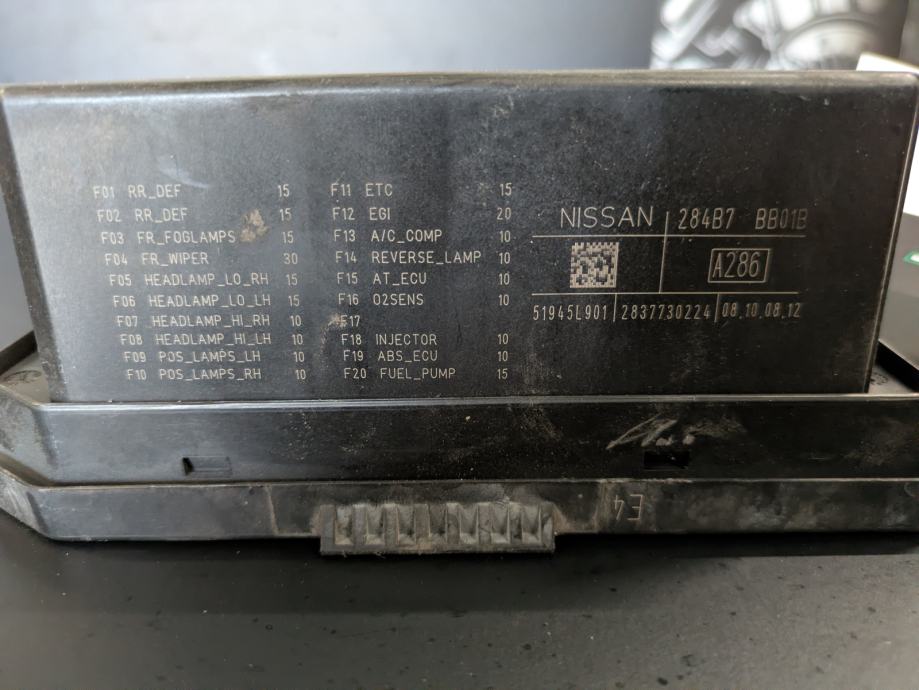 F01 RR_DEF 15
F02 RR_DEF 15
F03 FR_FOGLAMPS 15
F04 FR_WIPER 30
F05 HEADLAMP_LO_RH 15
F06 HEADLAMP_LO_LH 15
F07 HEADLAMP_HI_RH 10
F08 HEADLAMP_HI_LH 10
F09 POS_LAMPS_LH 10
F10 POS_LAMPS_RH 10
F11 ETC 15
F12 EGI 20
F13 A/C_COMP 10
F14 REVERSE_LAMP 10
F15 AT_ECU 10
F16 O2SENS 10
F17
F18 INJECTOR 10
F19 ABS_ECU 10
F20 FUEL_PUMP 15
NISSAN 284B7 BB01B
A286
51945L901 2837730224 08.10.08.12
E4